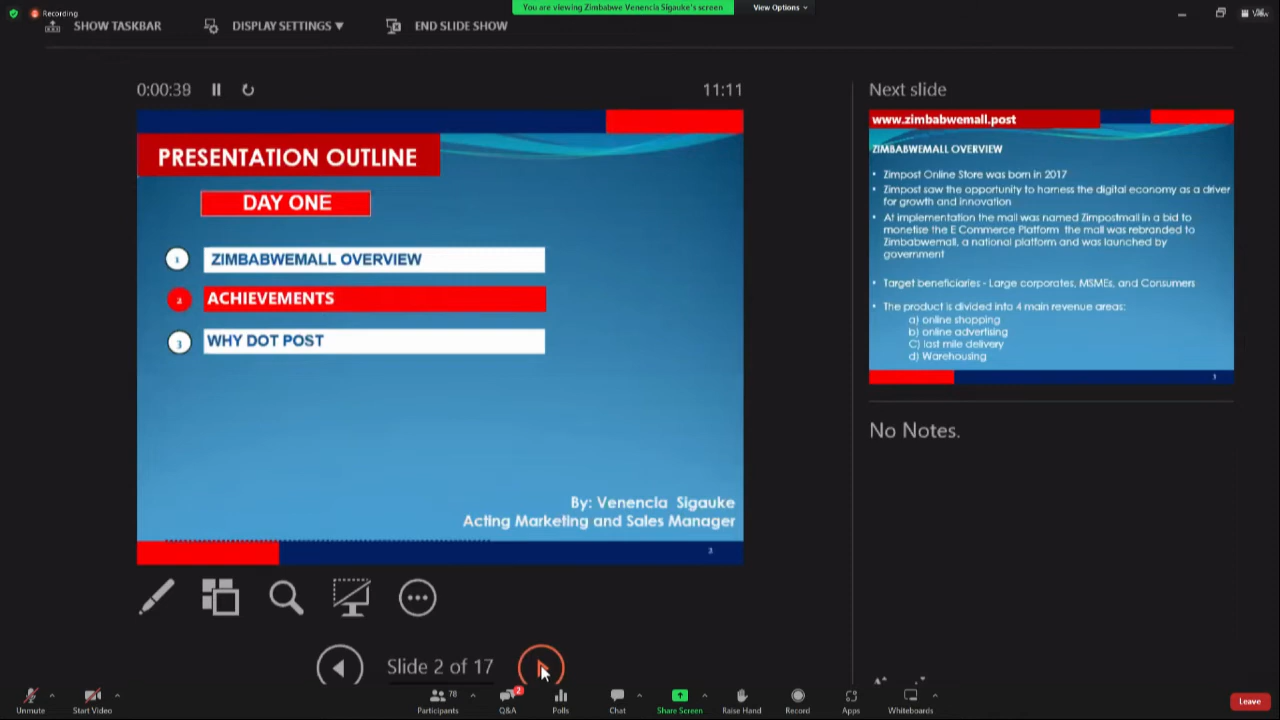 Recording
You are viewing Zimbabwe Venencia Sigauke's screen
View Options
View
SHOW TASKBAR
DISPLAY SETTINGS
END SLIDE SHOW
0:00:39
11:11
PRESENTATION OUTLINE
DAY ONE
1 ZIMBABWEMALL OVERVIEW
2 ACHIEVEMENTS
3 WHY DOT POST
By: Venencia Sigauke
Acting Marketing and Sales Manager
Next slide
www.zimbabwemall.post
ZIMBABWEMALL OVERVIEW
• Zimpost Online Store was born in 2017
• Zimpost saw the opportunity to harness the digital economy as a driver
for growth and innovation
• At implementation the mall was named Zimpostmall in a bid to
monetise the E Commerce Platform the mall was rebranded to
Zimbabwemall, a national platform and was launched by
government
• Target beneficiaries - Large corporates, MSMEs, and Consumers
• The product is divided into 4 main revenue areas:
a) online shopping
b) online advertising
C) last mile delivery
d) Warehousing
No Notes.
Slide 2 of 17
Unmute
Start Video
Participants
78
Q&A
2
Polls
Chat
Share Screen
Raise Hand
Record
Apps
Whiteboards
Leave